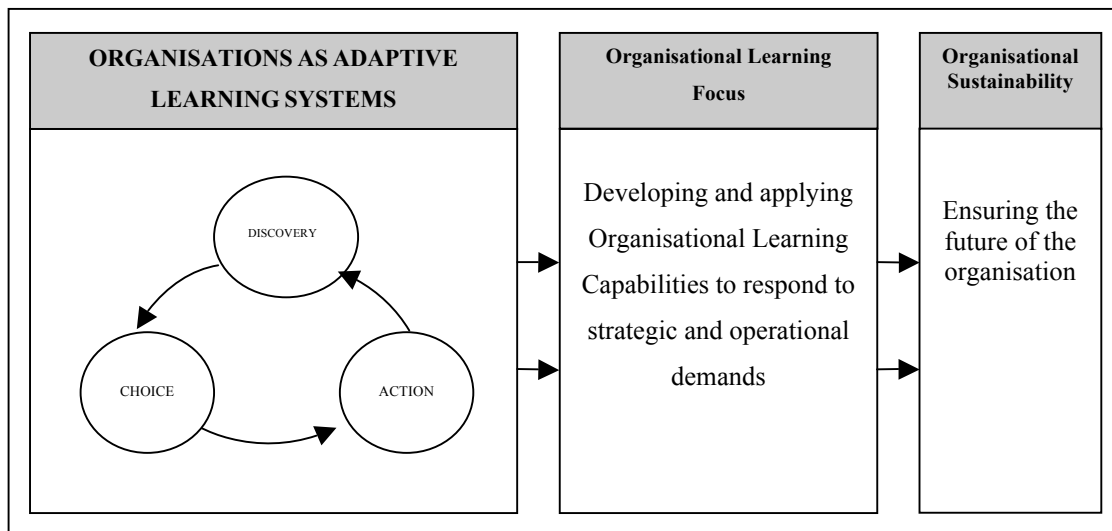 ORGANISATIONS AS ADAPTIVE
LEARNING SYSTEMS
DISCOVERY
CHOICE
ACTION
Organisational Learning
Focus
Developing and applying
Organisational Learning
Capabilities to respond to
strategic and operational
demands
Organisational
Sustainability
Ensuring the
future of the
organisation